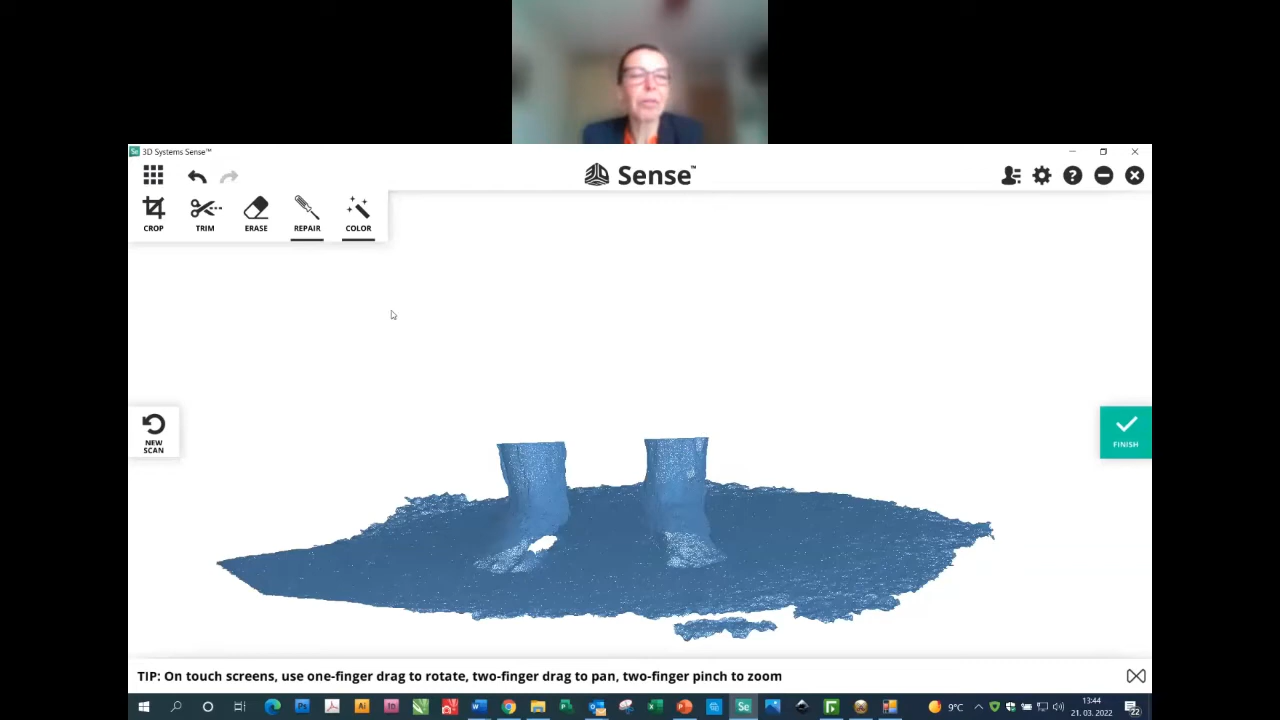 3D Systems Sense™
Sense™
CROP TRIM ERASE REPAIR COLOR
NEW
SCAN
FINISH
TIP: On touch screens, use one-finger drag to rotate, two-finger drag to pan, two-finger pinch to zoom
9°C
13:44
21. 03. 2022
22